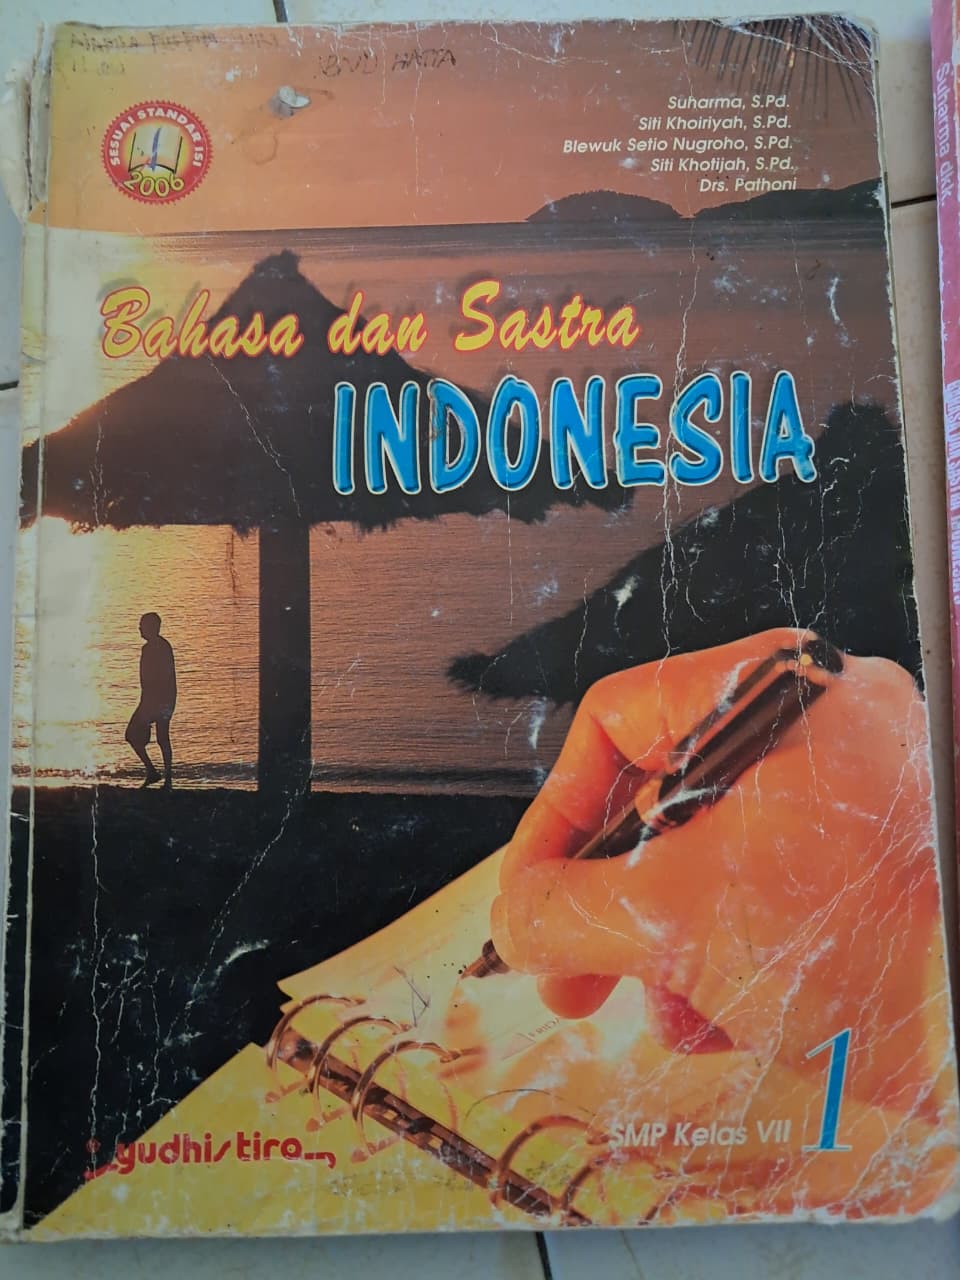 IBNU HATTA
Suharma, S.Pd.
Siti Khoiriyah, S.Pd.
Blewuk Setio Nugroho, S.Pd.
Siti Khotijah, S.Pd.
Drs. Pathoni
SESUAI STANDAR ISI
2006
Bahasa dan Sastra
INDONESIA
SMP Kelas VII
1
yudhistira
Suharma dkk.